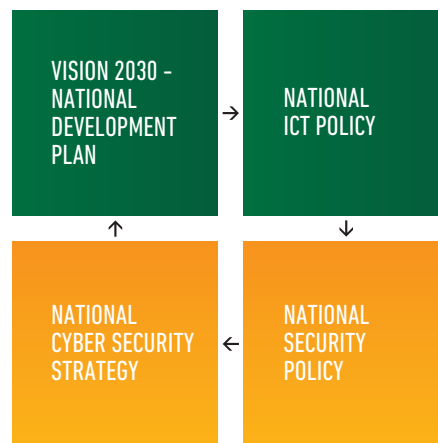 VISION 2030 –
NATIONAL
DEVELOPMENT
PLAN
NATIONAL
ICT POLICY
NATIONAL
CYBER SECURITY
STRATEGY
NATIONAL
SECURITY
POLICY